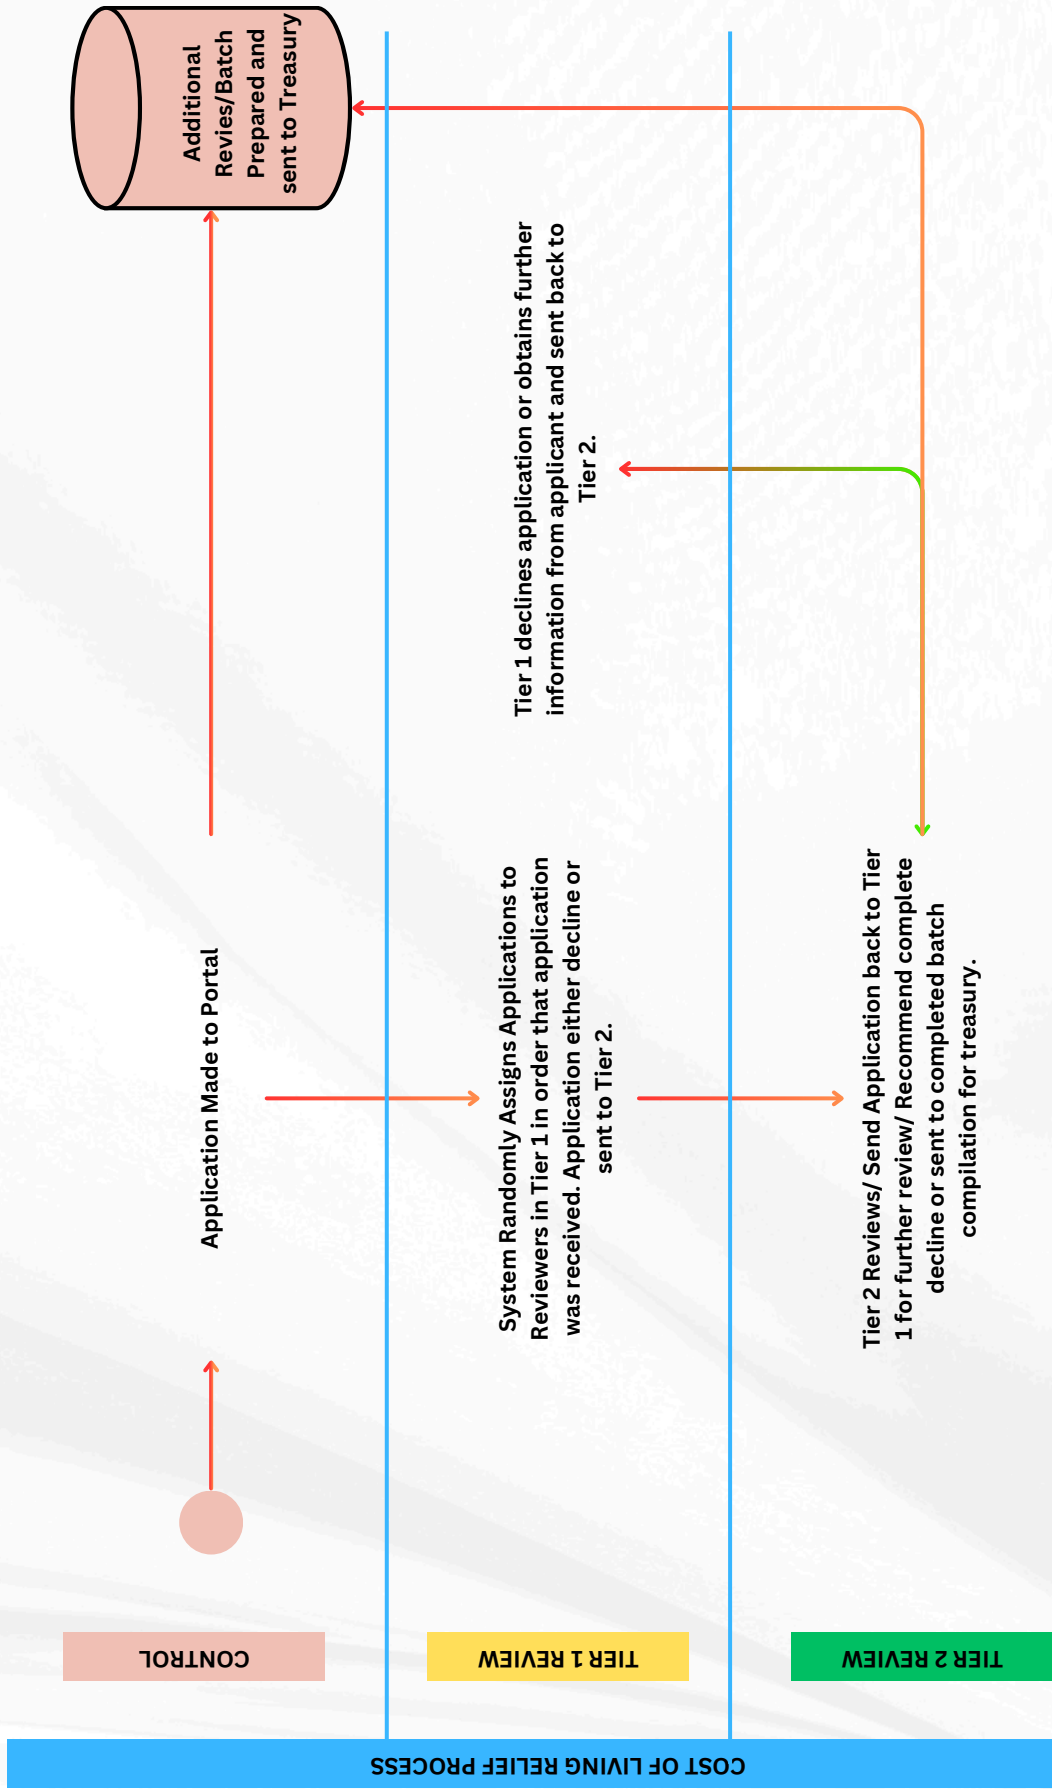 COST OF LIVING RELIEF PROCESS
CONTROL
Application Made to Portal
Additional
Revies/Batch
Prepared and
sent to Treasury
TIER 1 REVIEW
System Randomly Assigns Applications to
Reviewers in Tier 1 in order that application
was received. Application either decline or
sent to Tier 2.
Tier 1 declines application or obtains further
information from applicant and sent back to
Tier 2.
TIER 2 REVIEW
Tier 2 Reviews/ Send Application back to Tier
1 for further review/ Recommend complete
decline or sent to completed batch
compilation for treasury.